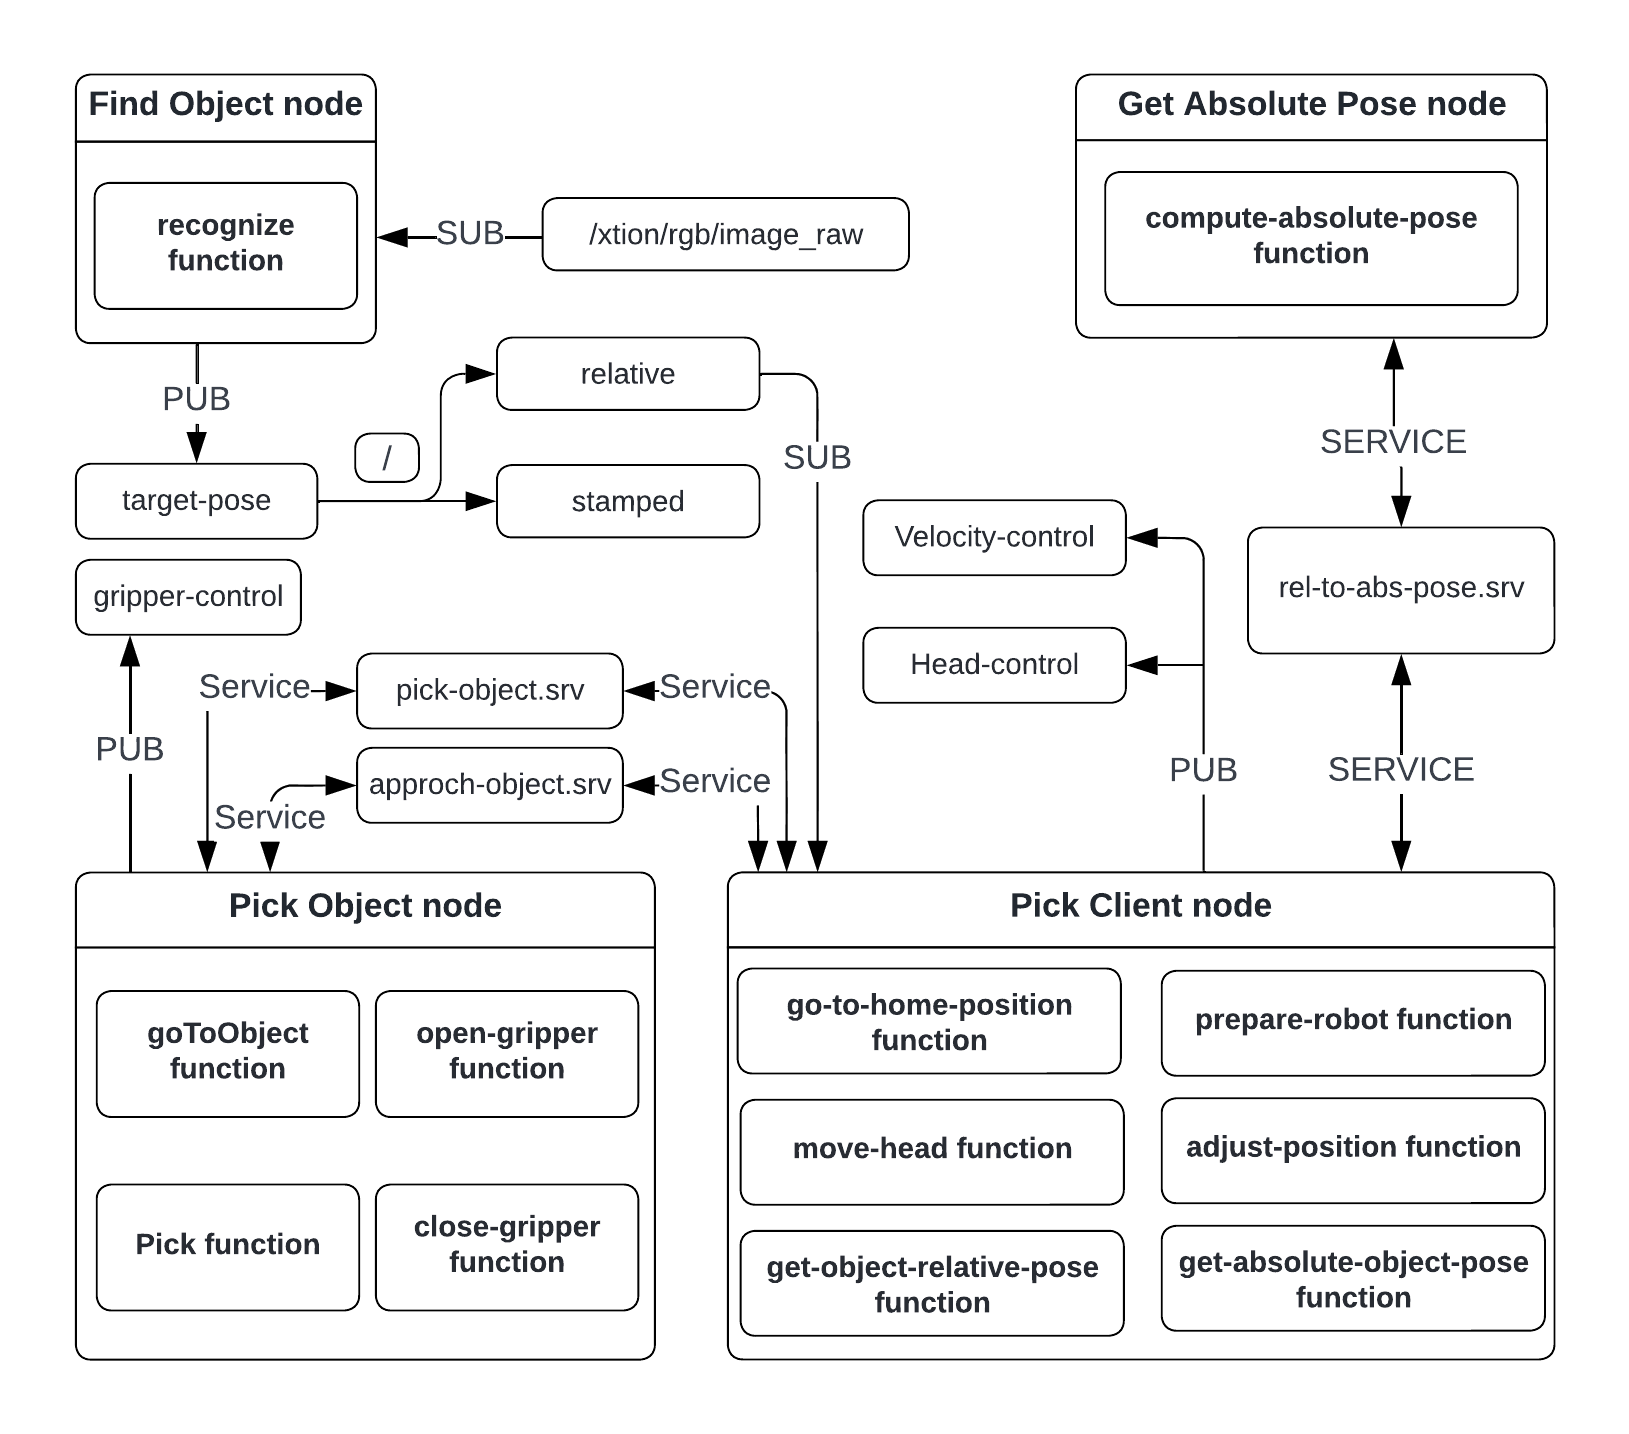 Find Object node
recognize
function
SUB
/xtion/rgb/image_raw
Get Absolute Pose node
compute-absolute-pose
function
PUB
target-pose
/
relative
stamped
SUB
SERVICE
Velocity-control
Head-control
rel-to-abs-pose.srv
gripper-control
PUB
Service
pick-object.srv
Service
Service
approch-object.srv
Service
PUB
SERVICE
Pick Object node
goToObject
function
open-gripper
function
Pick function
close-gripper
function
Pick Client node
go-to-home-position
function
prepare-robot function
move-head function
adjust-position function
get-object-relative-pose
function
get-absolute-object-pose
function